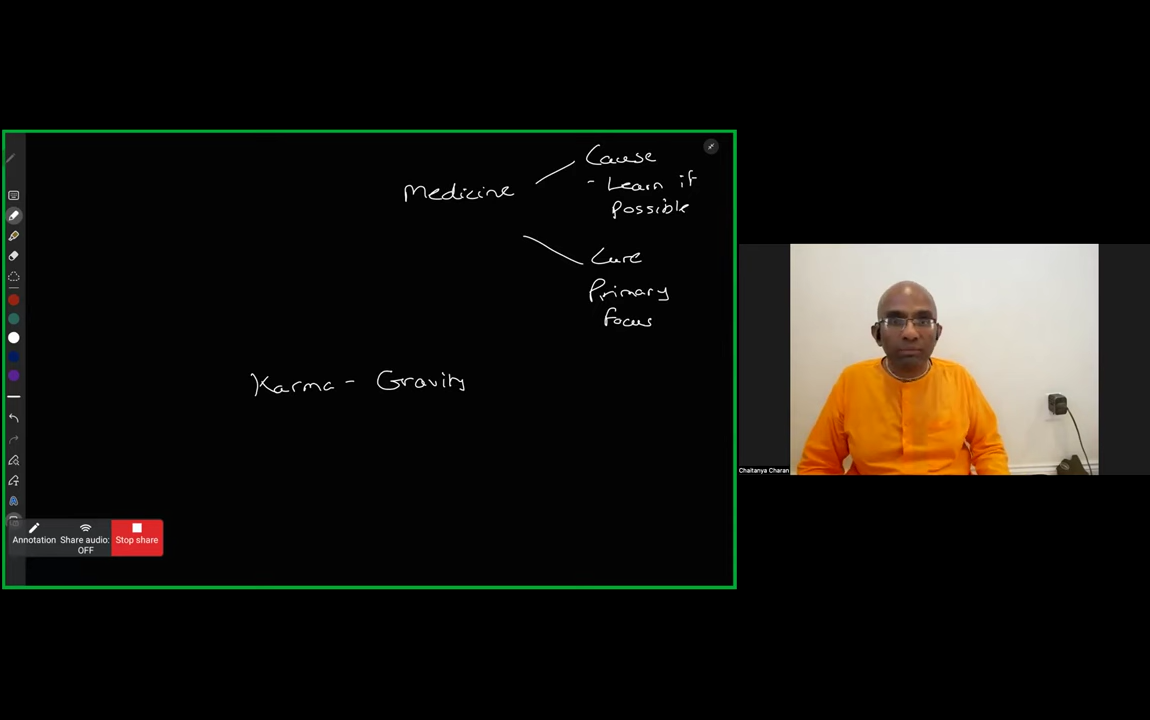 Cause
Medicine
- Learn if
possible
Cure
Primary
Focus
Karma - Gravity
Chaitanya Charan
Annotation
Share audio:
OFF
Stop share